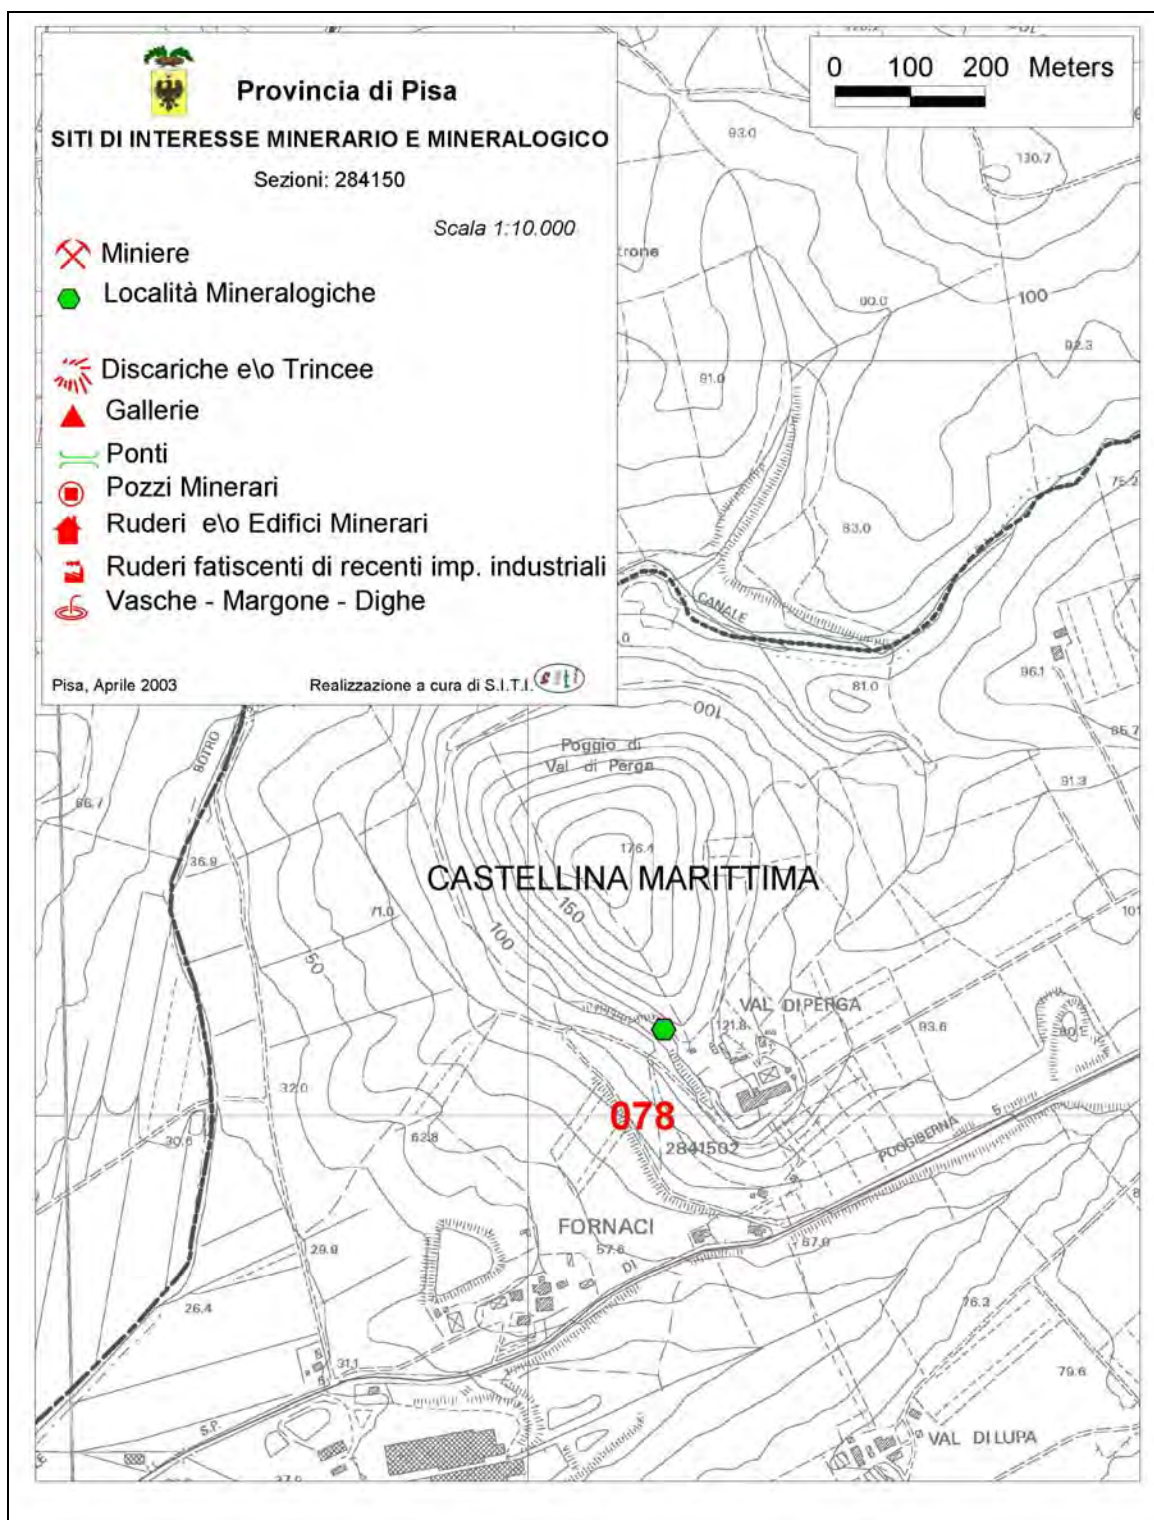 Provincia di Pisa
SITI DI INTERESSE MINERARIO E MINERALOGICO
Sezioni: 284150
Scala 1:10.000
Miniere
Località Mineralogiche
Discariche e\o Trincee
Gallerie
Ponti
Pozzi Minerari
Ruderi e\o Edifici Minerari
Ruderi fatiscenti di recenti imp. industriali
Vasche - Margone - Dighe
Pisa, Aprile 2003
Realizzazione a cura di S.I.T.I.
0 100 200 Meters
93.0
130.7
trone
90.0
100
92.3
91.0
75.2
83.0
CANALE
96.1
81.0
100
BOTRO
Poggio di
Val di Perga
91.3
66.7
36.9
176.4
CASTELLINA MARITTIMA
71.0
150
100
50
101
VAL DI PERGA
121.8
93.6
32.0
078
30.6
63.8
2841502
POGGIBERNA
FORNACI
57.6
67.0
DI
29.9
26.4
76.3
31.1
79.6
S.P.
VAL DI LUPA